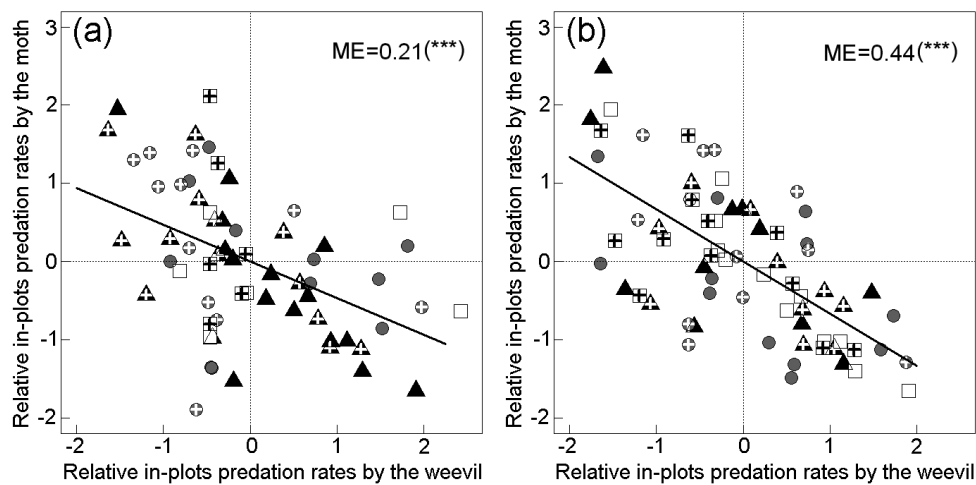 (a)
ME=0.21(***)
Relative in-plots predation rates by the moth
3
2
1
0
-1
-2
-2
-1
0
1
2
Relative in-plots predation rates by the weevil
(b)
ME=0.44(***)
Relative in-plots predation rates by the moth
3
2
1
0
-1
-2
-2
-1
0
1
2
Relative in-plots predation rates by the weevil